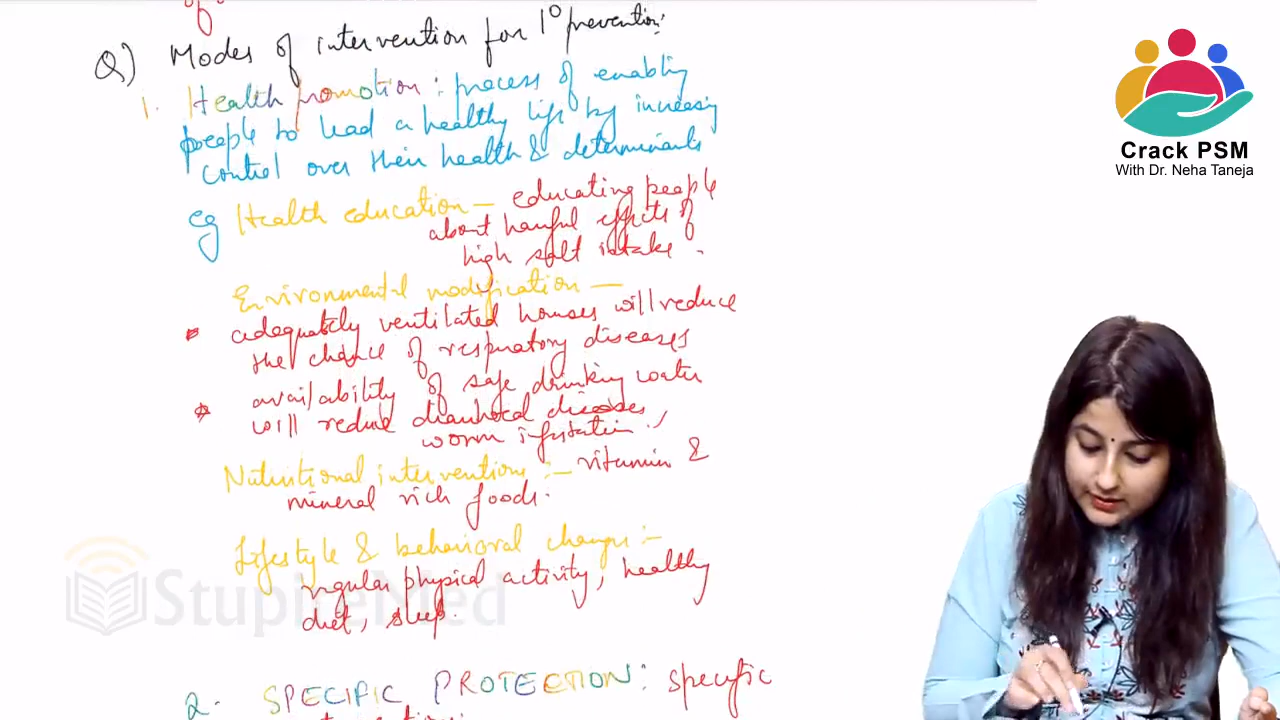 of
Q) Modes of intervention for 1° prevention:
1. Health promotion : process of enabling
people to lead a healthy life by increasing
control over their health & determinants
eg Health education — educating people
about harmful effects of
high salt intake.
Environmental modification —
* adequately ventilated houses will reduce
the chance of respiratory diseases
* availability of safe drinking water
will reduce diarrhoeal diseases,
worm infestation.
Nutritional interventions :- vitamin &
mineral rich foods.
Lifestyle & behavioral changes :-
regular physical activity, healthy
diet, sleep.
2. SPECIFIC PROTECTION: specific
Crack PSM
With Dr. Neha Taneja